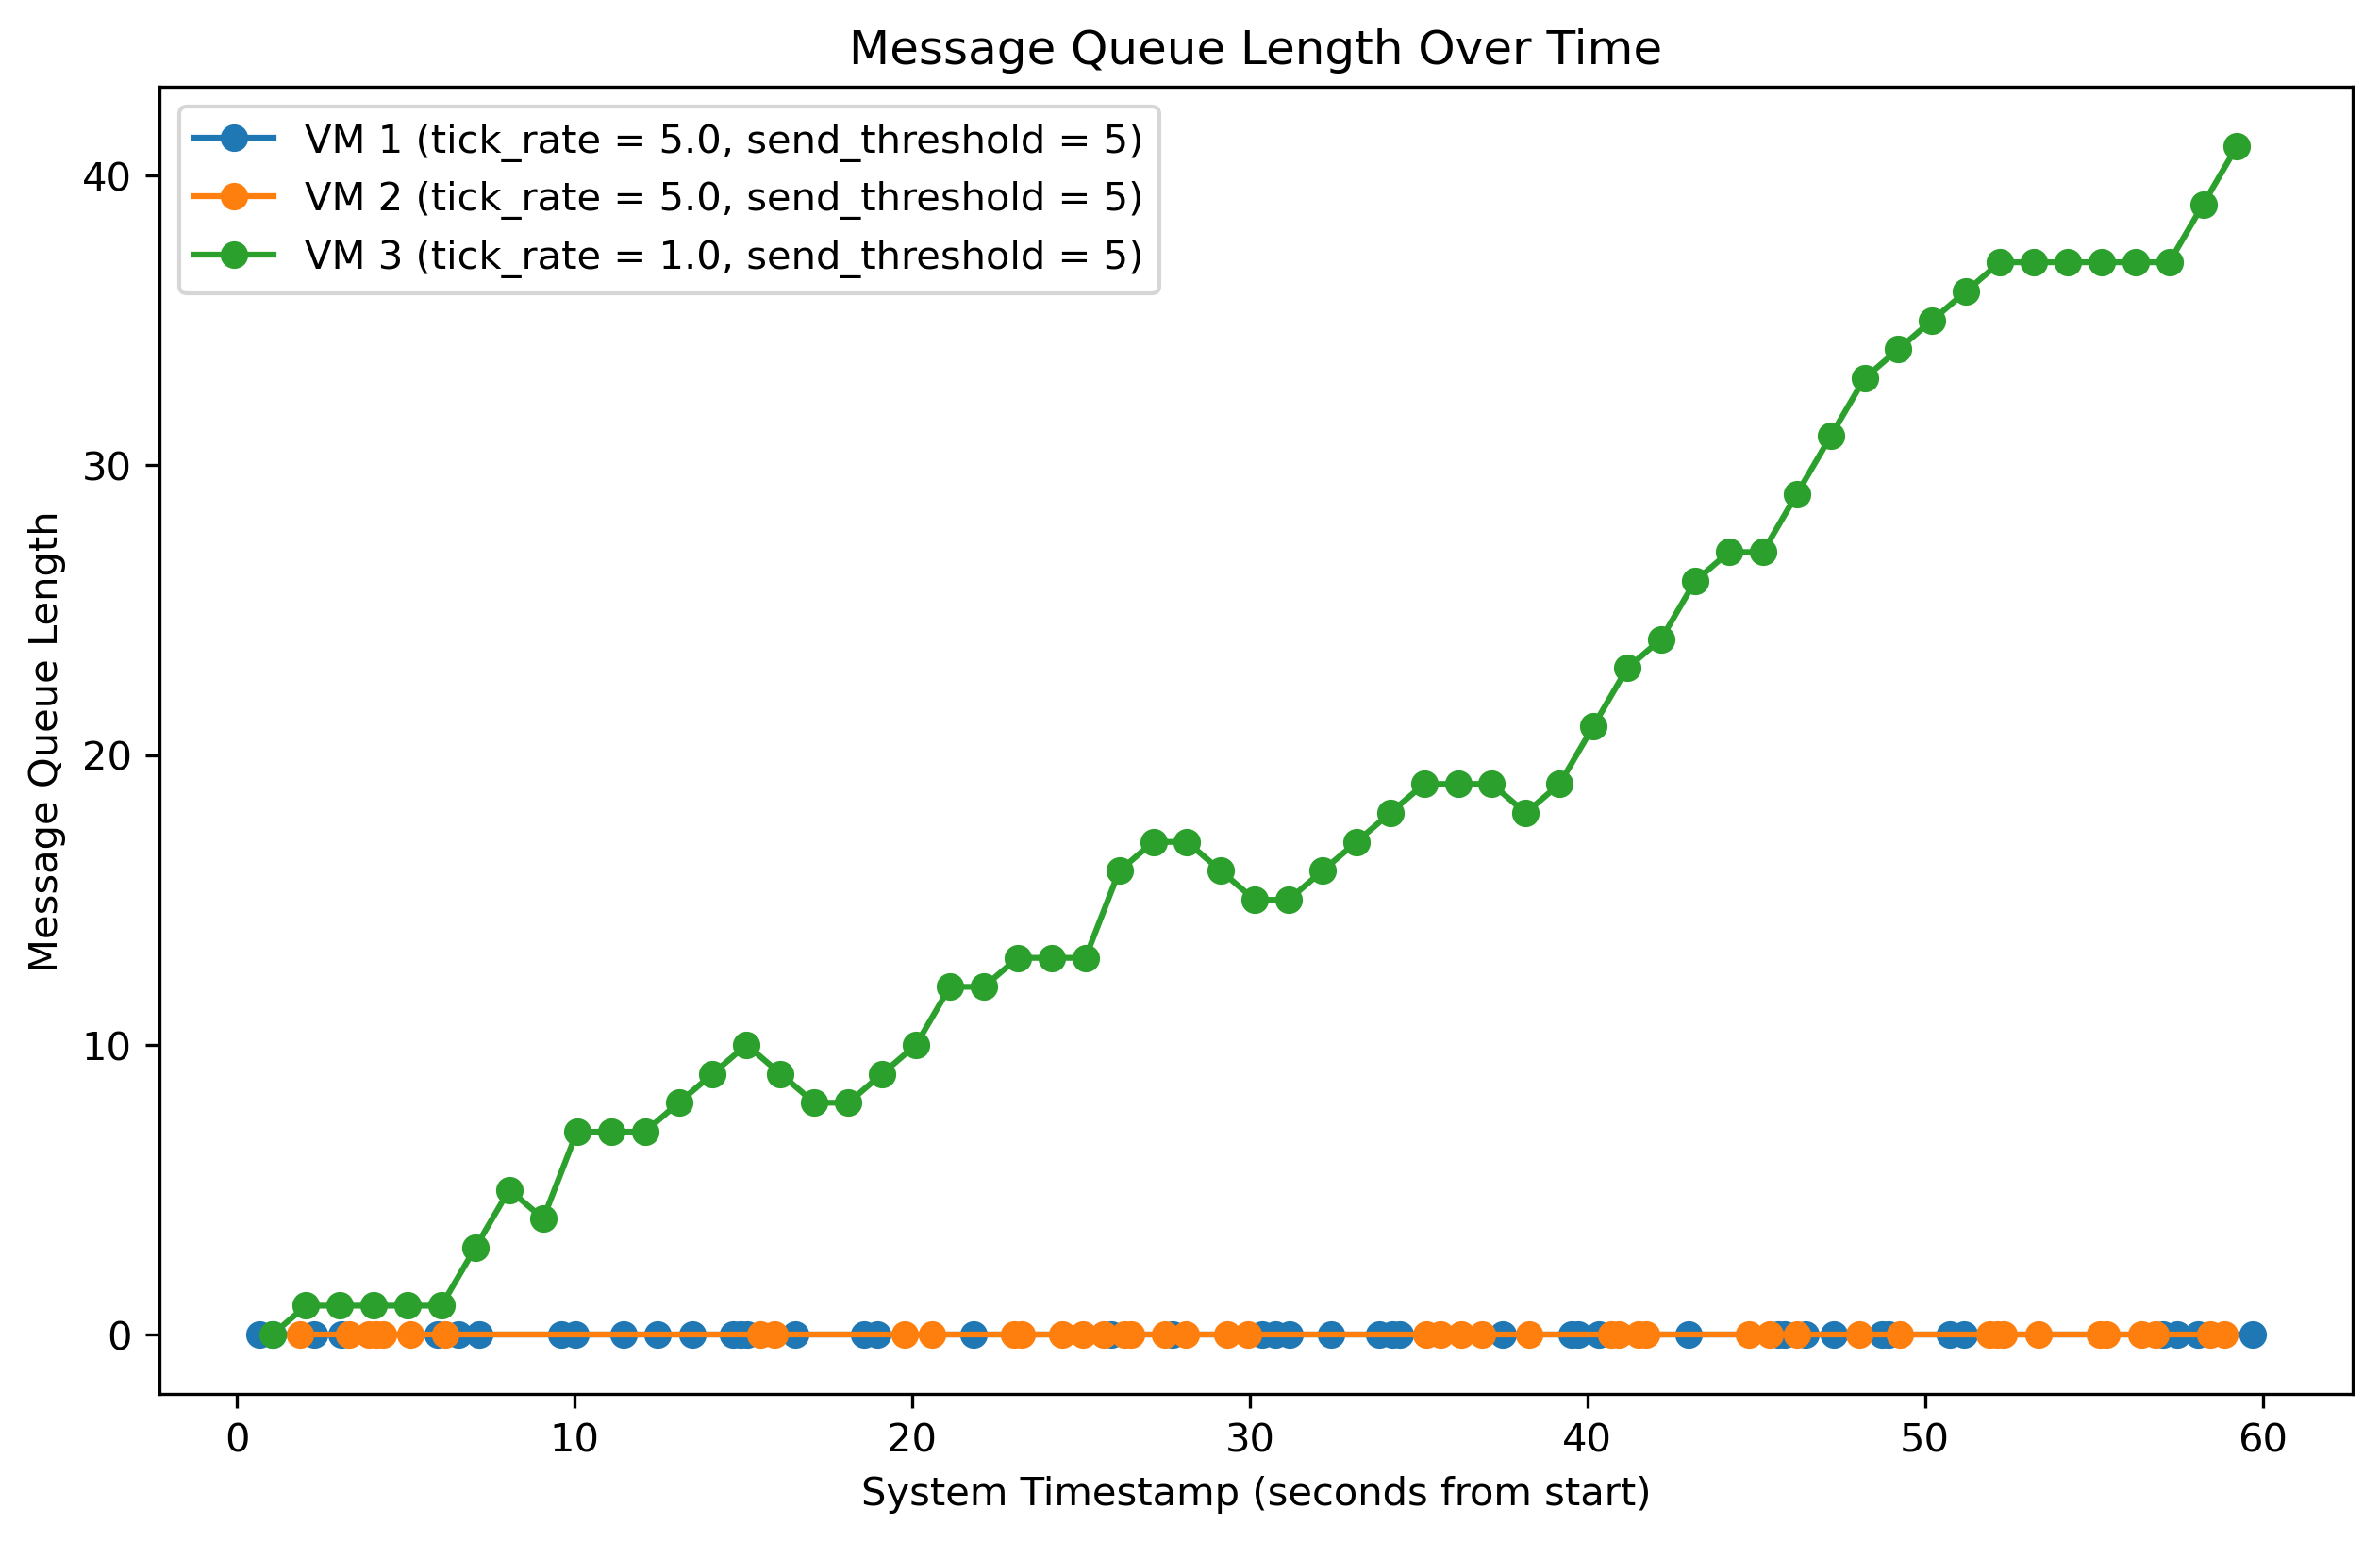 Message Queue Length Over Time
VM 1 (tick_rate = 5.0, send_threshold = 5)
VM 2 (tick_rate = 5.0, send_threshold = 5)
VM 3 (tick_rate = 1.0, send_threshold = 5)
Message Queue Length
40
30
20
10
0
0 10 20 30 40 50 60
System Timestamp (seconds from start)